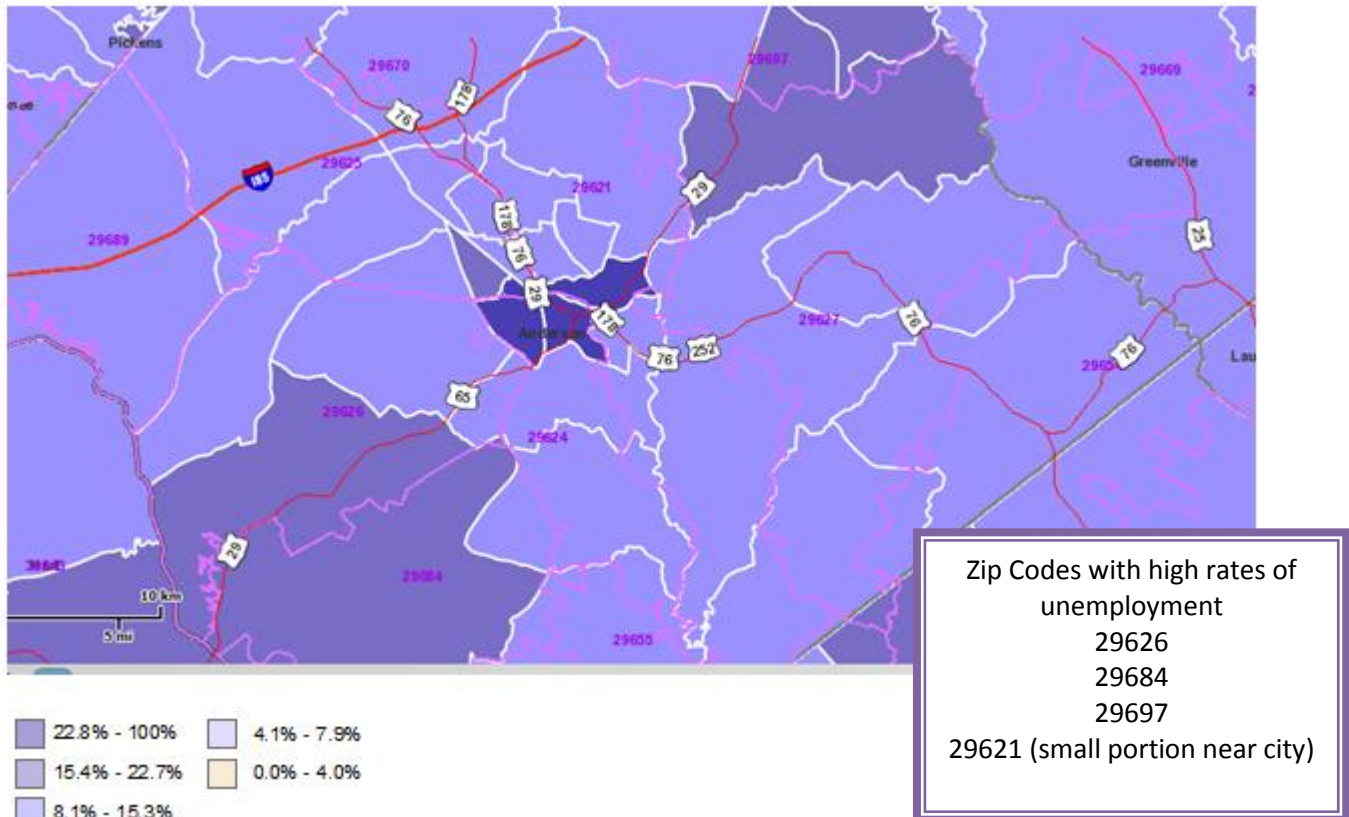 Pickens
29670
178
29697
29669
76
Greenville
29625
185
29621
29
178
25
29689
76
29
178
Anderson
29627
76
76
252
76
29654
Lau
65
29626
29624
29
29684
10 km
5 mi
29655
Zip Codes with high rates of
unemployment
29626
29684
29697
29621 (small portion near city)
22.8% - 100%
4.1% - 7.9%
15.4% - 22.7%
0.0% - 4.0%
8.1% - 15.3%